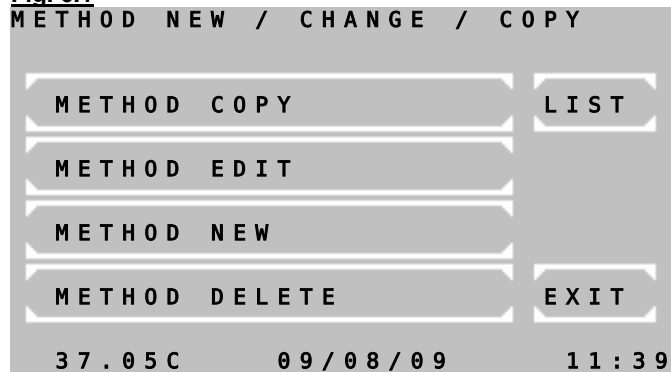 METHOD NEW / CHANGE / COPY
METHOD COPY LIST
METHOD EDIT
METHOD NEW
METHOD DELETE EXIT
37.05C 09/08/09 11:39